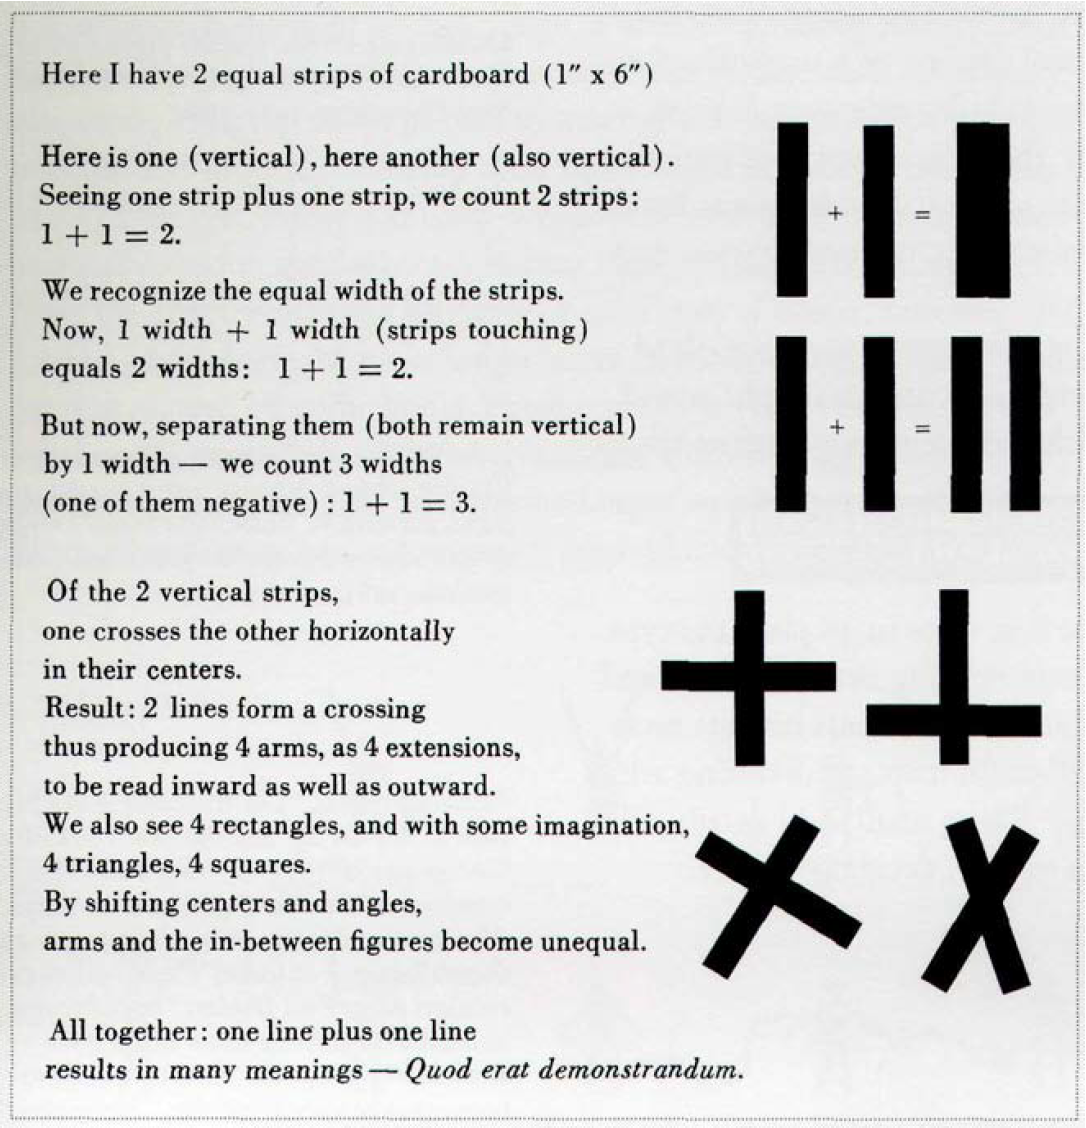 Here I have 2 equal strips of cardboard (1″ x 6″)
Here is one (vertical), here another (also vertical).
Seeing one strip plus one strip, we count 2 strips:
1 + 1 = 2.
+ =
We recognize the equal width of the strips.
Now, 1 width + 1 width (strips touching)
equals 2 widths: 1 + 1 = 2.
But now, separating them (both remain vertical)
by 1 width — we count 3 widths
(one of them negative) : 1 + 1 = 3.
+ =
Of the 2 vertical strips,
one crosses the other horizontally
in their centers.
Result: 2 lines form a crossing
thus producing 4 arms, as 4 extensions,
to be read inward as well as outward.
We also see 4 rectangles, and with some imagination,
4 triangles, 4 squares.
By shifting centers and angles,
arms and the in-between figures become unequal.
All together: one line plus one line
results in many meanings — Quod erat demonstrandum.